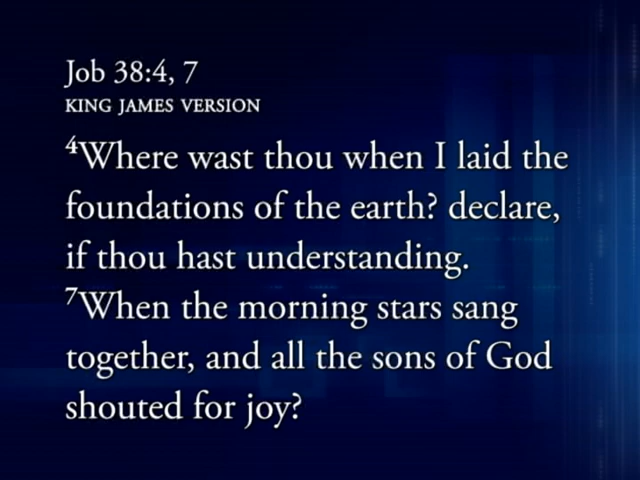 Job 38:4, 7
KING JAMES VERSION
⁴Where wast thou when I laid the
foundations of the earth? declare,
if thou hast understanding.
⁷When the morning stars sang
together, and all the sons of God
shouted for joy?